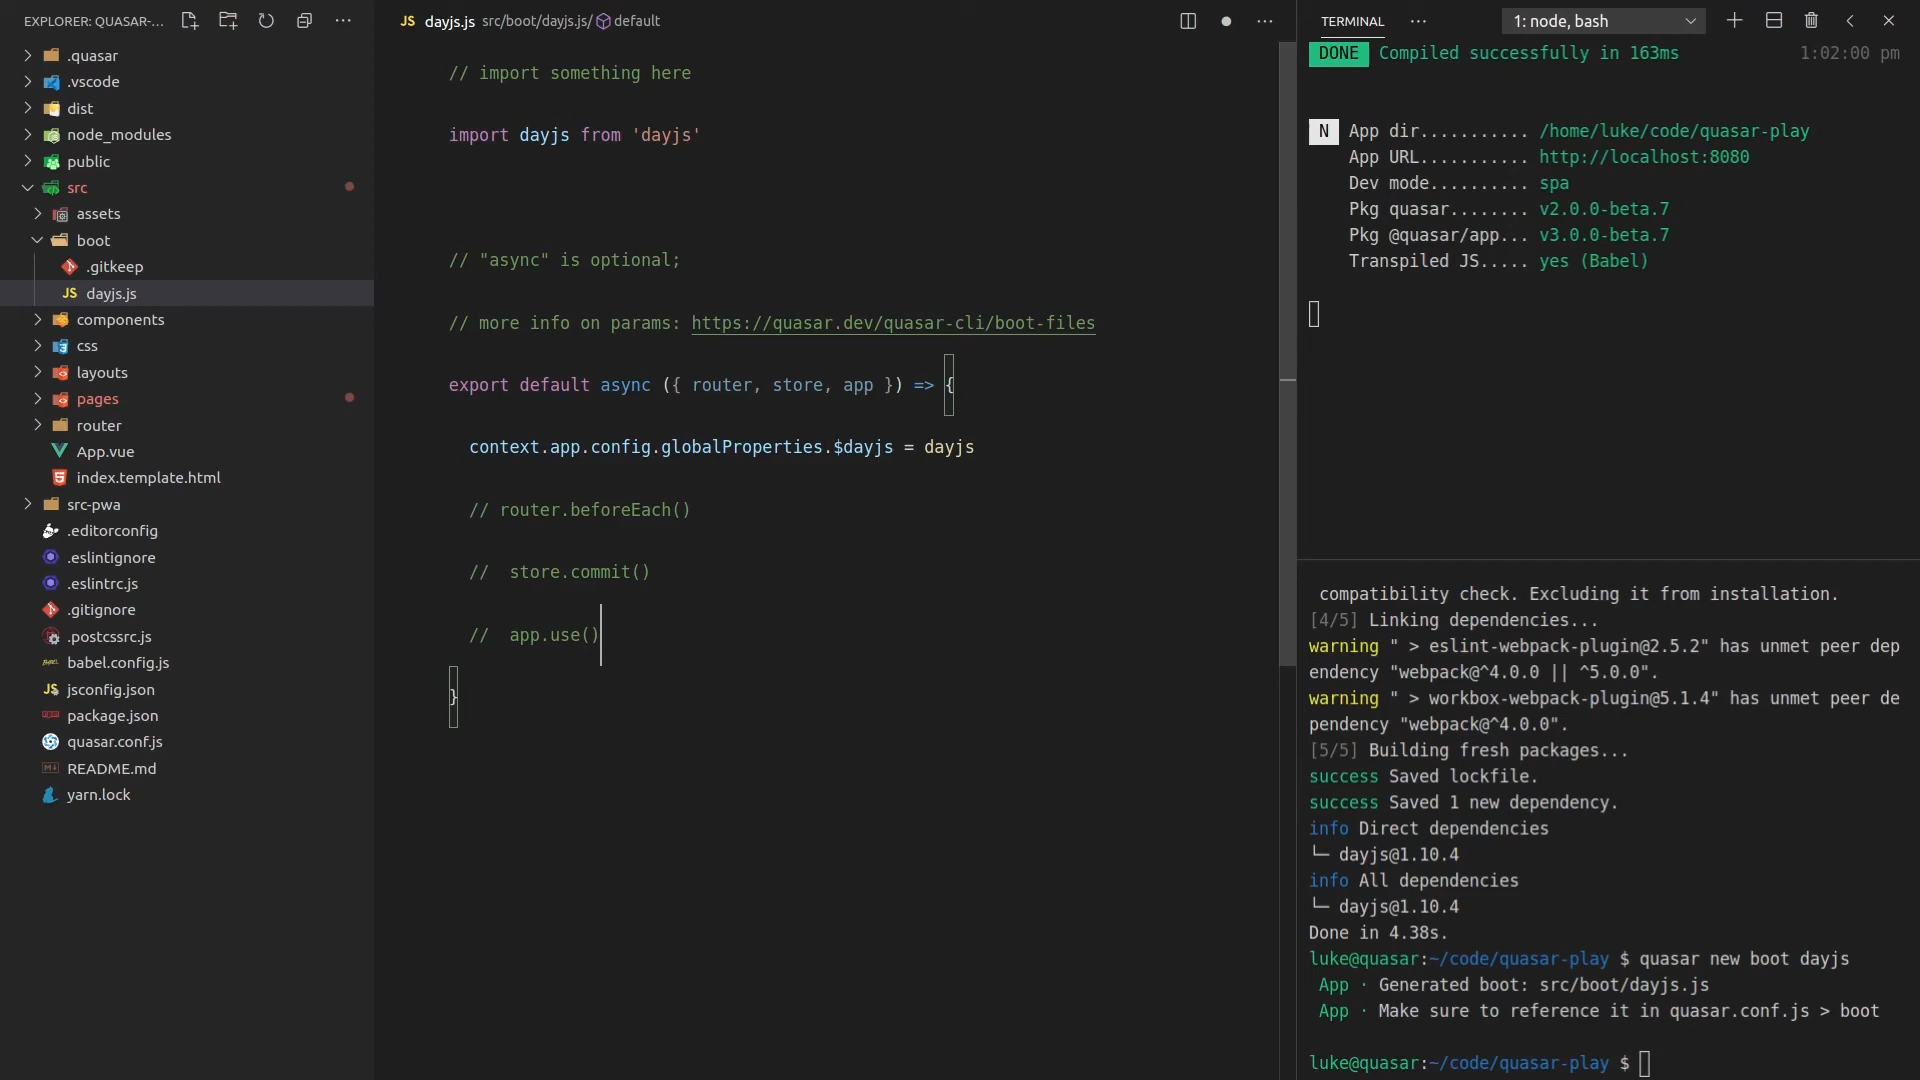 EXPLORER: QUASAR-...
.quasar
.vscode
dist
node_modules
public
src
assets
boot
.gitkeep
JS dayjs.js
components
css
layouts
pages
router
App.vue
index.template.html
src-pwa
.editorconfig
.eslintignore
.eslintrc.js
.gitignore
.postcssrc.js
babel.config.js
JS jsconfig.json
package.json
quasar.conf.js
README.md
yarn.lock
JS dayjs.js src/boot/dayjs.js/ default
// import something here
import dayjs from 'dayjs'
// "async" is optional;
// more info on params: https://quasar.dev/quasar-cli/boot-files
export default async ({ router, store, app }) => {
context.app.config.globalProperties.$dayjs = dayjs
// router.beforeEach()
//  store.commit()
//  app.use()
}
TERMINAL
1: node, bash
DONE Compiled successfully in 163ms 1:02:00 pm
N App dir........... /home/luke/code/quasar-play
App URL........... http://localhost:8080
Dev mode.......... spa
Pkg quasar........ v2.0.0-beta.7
Pkg @quasar/app... v3.0.0-beta.7
Transpiled JS..... yes (Babel)
compatibility check. Excluding it from installation.
[4/5] Linking dependencies...
warning " > eslint-webpack-plugin@2.5.2" has unmet peer dep
endency "webpack@^4.0.0 || ^5.0.0".
warning " > workbox-webpack-plugin@5.1.4" has unmet peer de
pendency "webpack@^4.0.0".
[5/5] Building fresh packages...
success Saved lockfile.
success Saved 1 new dependency.
info Direct dependencies
└─ dayjs@1.10.4
info All dependencies
└─ dayjs@1.10.4
Done in 4.38s.
luke@quasar:~/code/quasar-play $ quasar new boot dayjs
App · Generated boot: src/boot/dayjs.js
App · Make sure to reference it in quasar.conf.js > boot
luke@quasar:~/code/quasar-play $